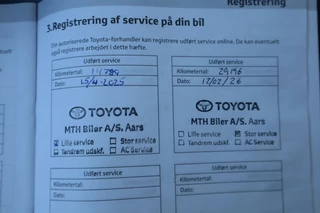 Registrering
3.Registrering af service på din bil
Din autoriserede Toyota-forhandler kan registrere udført service online. De kan eventuelt
også registrere arbejdet i dette hæfte.
Udført service
Kilometertal:
Dato: 15/4-2025
TOYOTA
MTH Biler A/S. Aars
Lille service
Stor service
Tandrem udskf.
AC Service
Udført service
Kilometertal: 29196
Dato: 17/02/26
TOYOTA
MTH Biler A/S. Aars
Lille service
Stor service
Tandrem udskf.
AC Service
Udført service
Kilometertal:
Dato:
Udført service
Kilometertal:
Dato: